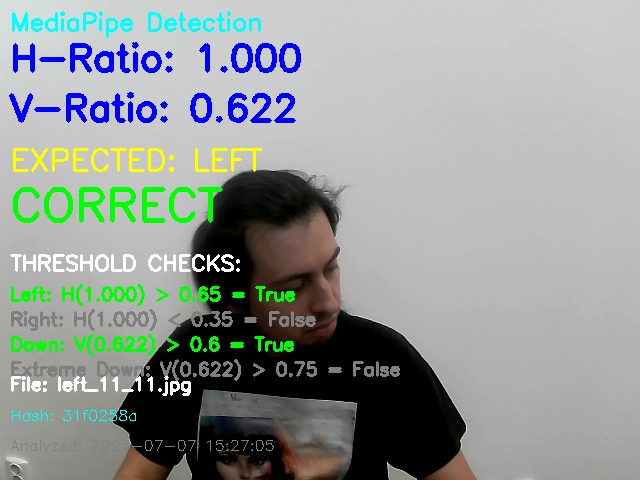 MediaPipe Detection
H-Ratio: 1.000
V-Ratio: 0.622
EXPECTED: LEFT
CORRECT
THRESHOLD CHECKS:
Left: H(1.000) > 0.65 = True
Right: H(1.000) < 0.35 = False
Down: V(0.622) > 0.6 = True
Extreme Down: V(0.622) > 0.75 = False
File: left_11_11.jpg
Hash: 31f0258a
Analyzed: 2025-07-07 15:27:05